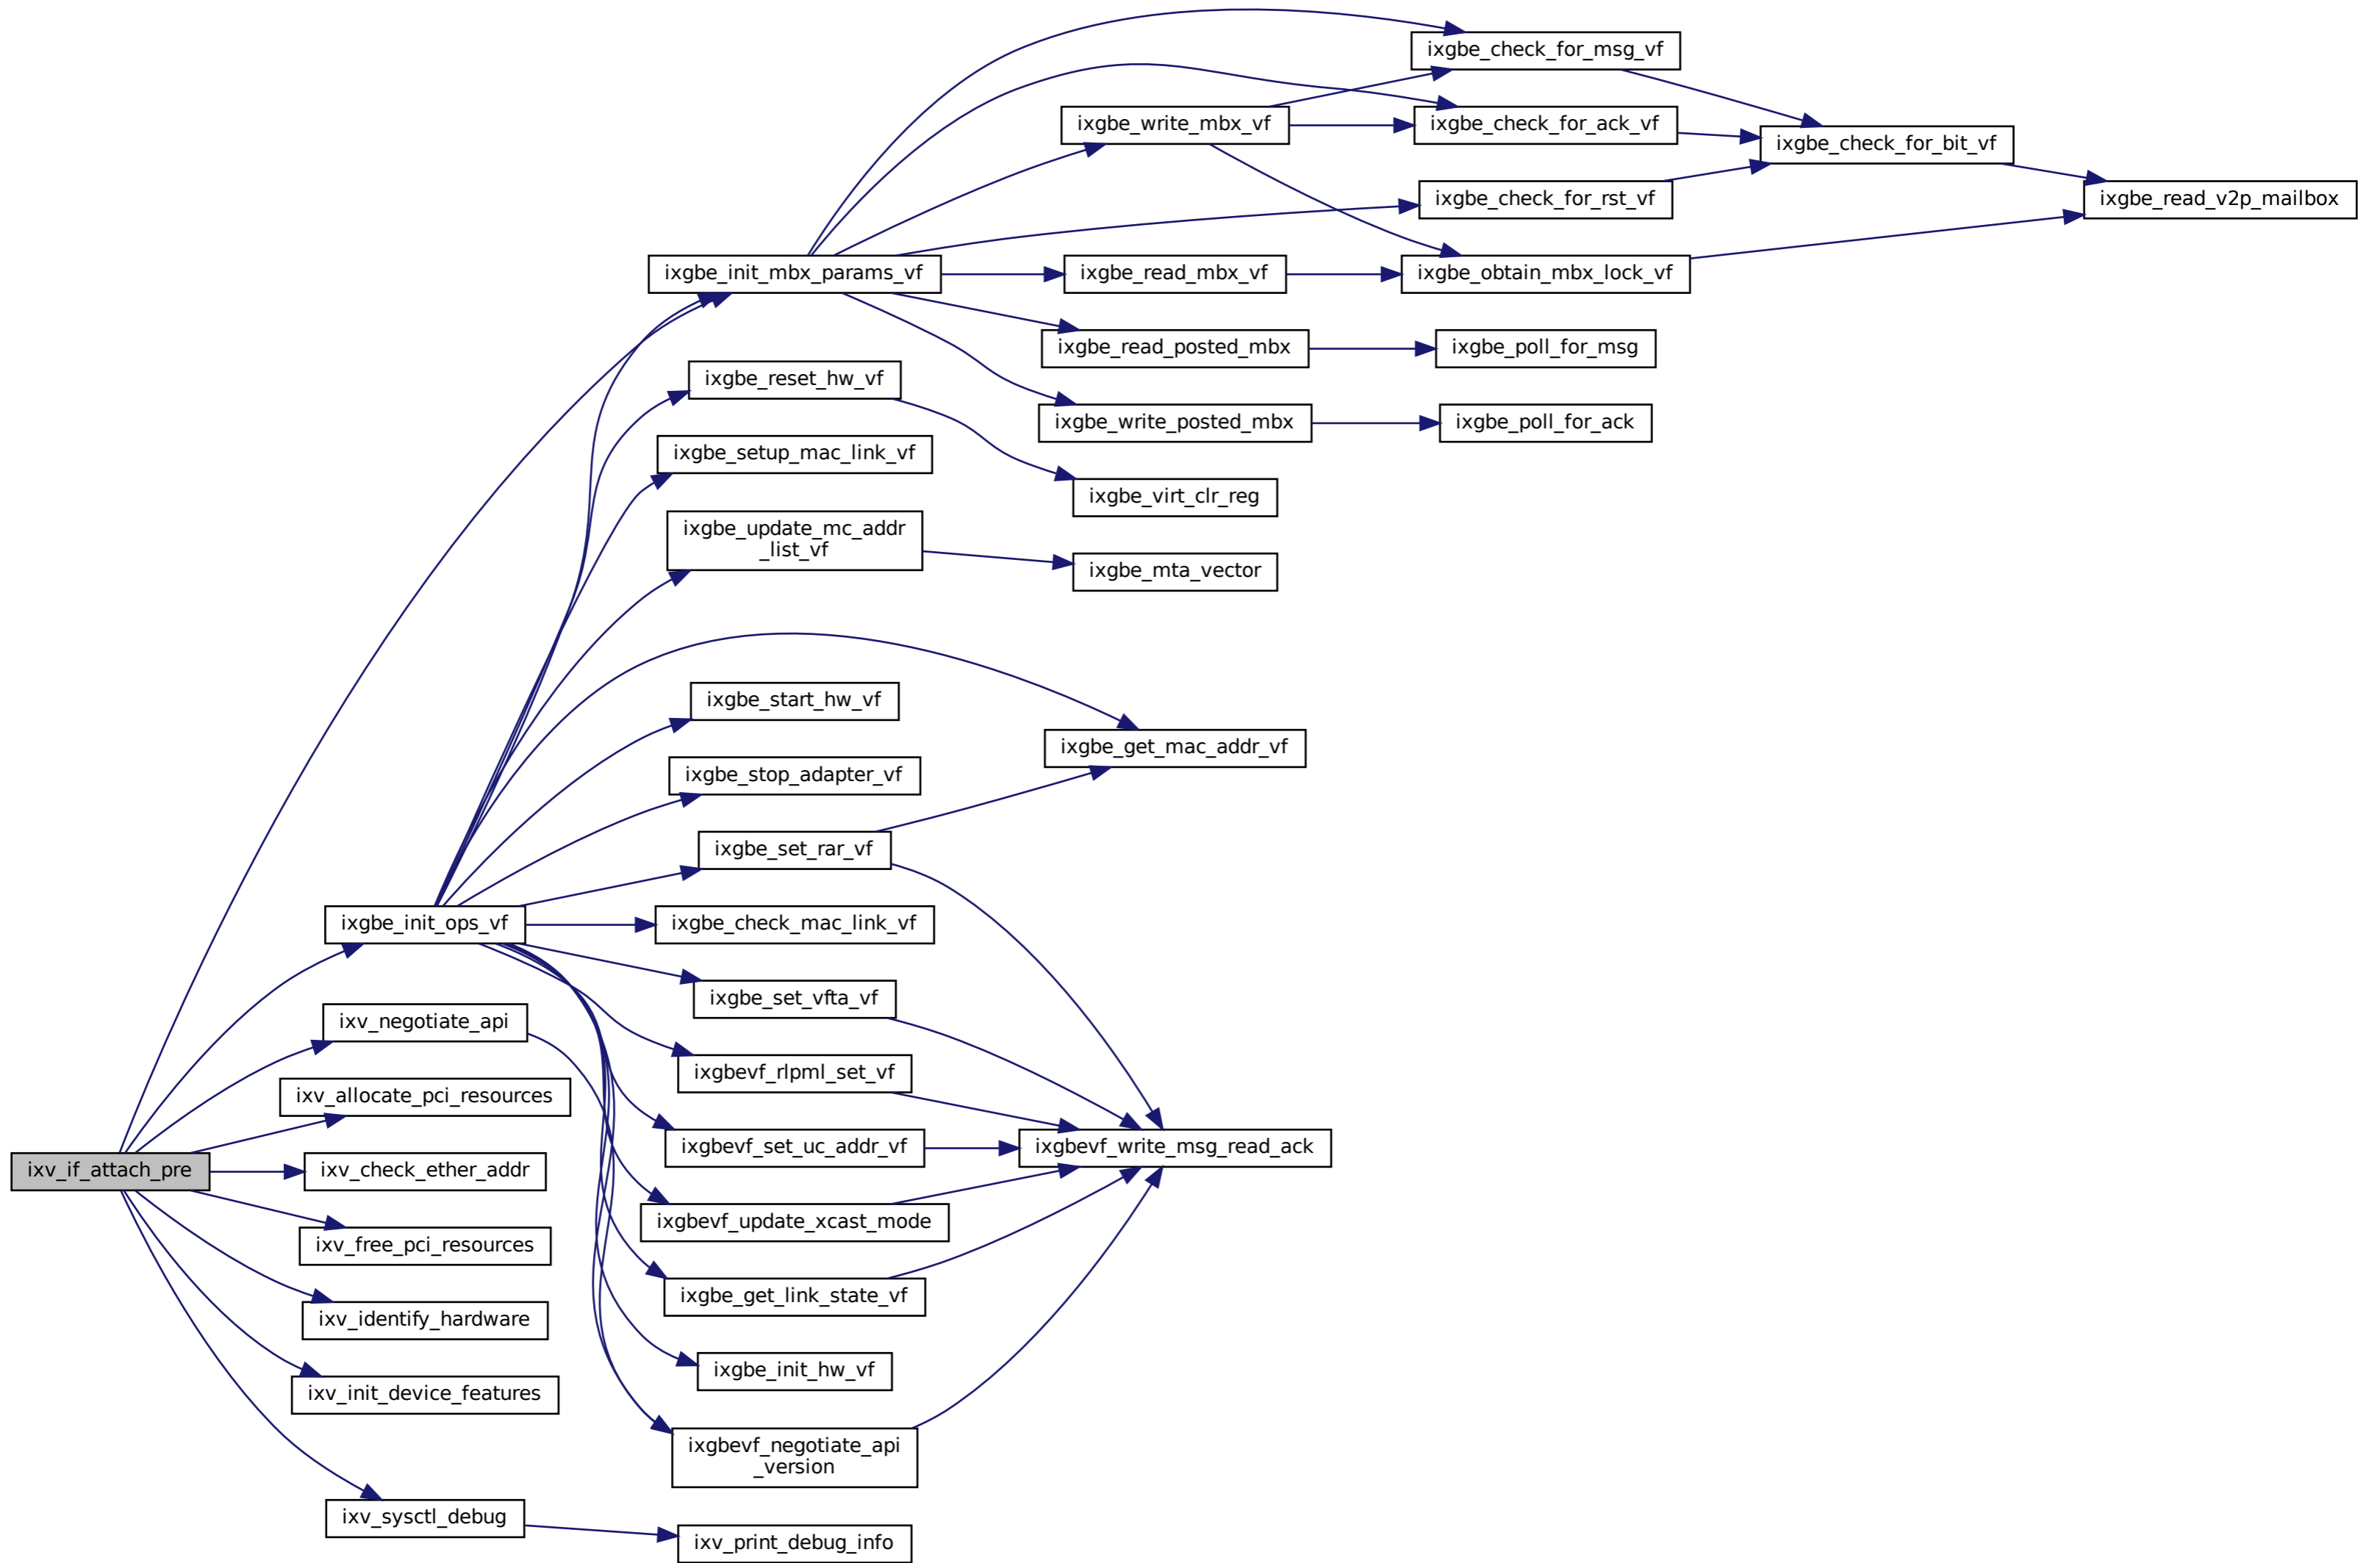 ixgbe_check_for_msg_vf
ixgbe_write_mbx_vf
ixgbe_check_for_ack_vf
ixgbe_check_for_bit_vf
ixgbe_check_for_rst_vf
ixgbe_read_v2p_mailbox
ixgbe_init_mbx_params_vf
ixgbe_read_mbx_vf
ixgbe_obtain_mbx_lock_vf
ixgbe_read_posted_mbx
ixgbe_poll_for_msg
ixgbe_reset_hw_vf
ixgbe_write_posted_mbx
ixgbe_poll_for_ack
ixgbe_setup_mac_link_vf
ixgbe_virt_clr_reg
ixgbe_update_mc_addr
_list_vf
ixgbe_mta_vector
ixgbe_start_hw_vf
ixgbe_get_mac_addr_vf
ixgbe_stop_adapter_vf
ixgbe_set_rar_vf
ixgbe_init_ops_vf
ixgbe_check_mac_link_vf
ixgbe_set_vfta_vf
ixv_negotiate_api
ixgbevf_rlpml_set_vf
ixv_allocate_pci_resources
ixgbevf_set_uc_addr_vf
ixgbevf_write_msg_read_ack
ixv_if_attach_pre
ixv_check_ether_addr
ixgbevf_update_xcast_mode
ixv_free_pci_resources
ixgbe_get_link_state_vf
ixv_identify_hardware
ixgbe_init_hw_vf
ixv_init_device_features
ixgbevf_negotiate_api
_version
ixv_sysctl_debug
ixv_print_debug_info